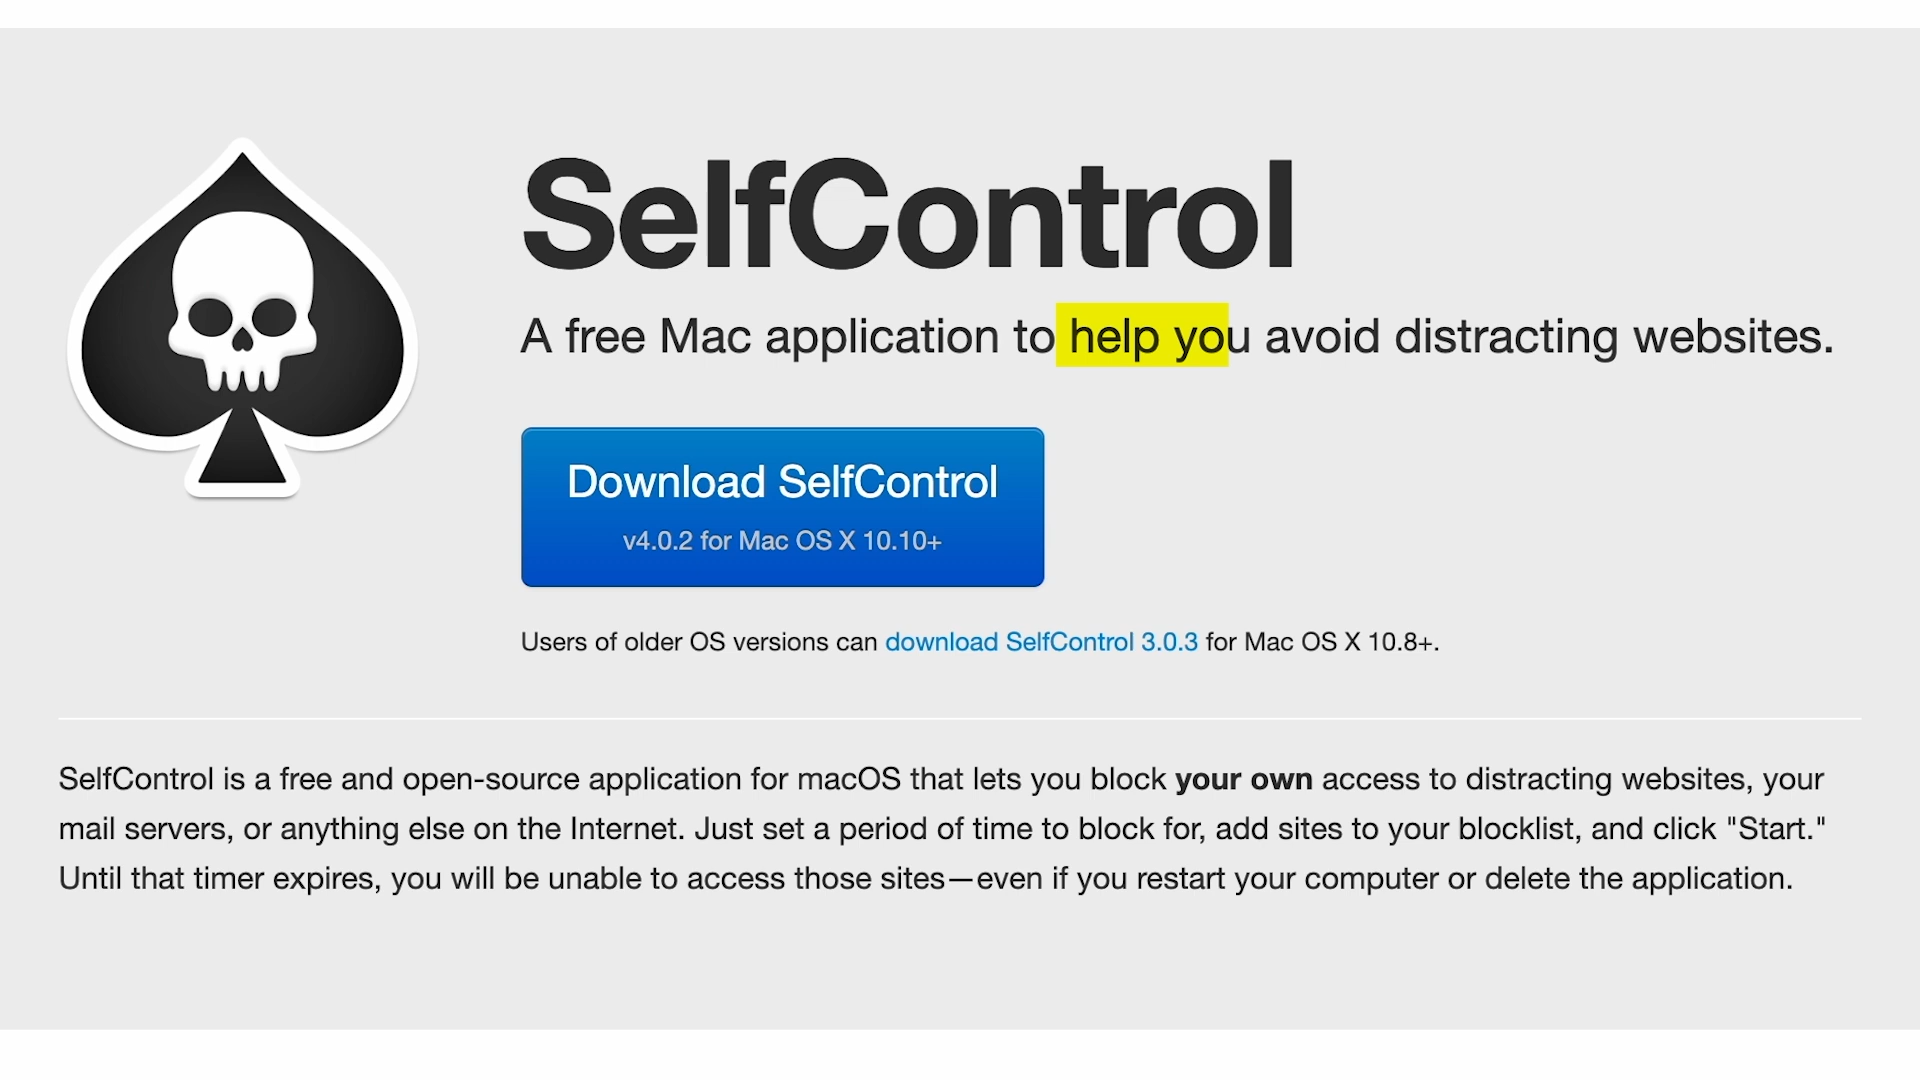 SelfControl
A free Mac application to help you avoid distracting websites.
Download SelfControl
v4.0.2 for Mac OS X 10.10+
Users of older OS versions can download SelfControl 3.0.3 for Mac OS X 10.8+.
SelfControl is a free and open-source application for macOS that lets you block your own access to distracting websites, your
mail servers, or anything else on the Internet. Just set a period of time to block for, add sites to your blocklist, and click "Start."
Until that timer expires, you will be unable to access those sites—even if you restart your computer or delete the application.